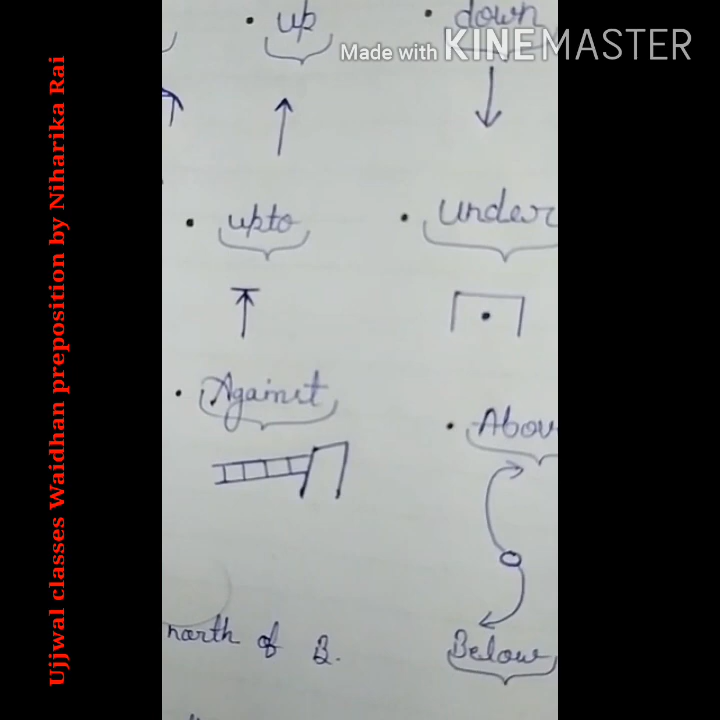 Ujjwal classes Waidhan preposition by Niharika Rai
Made with KINEMASTER
• up
• down
• upto
• under
• Against
• Abov
north of B.
Below